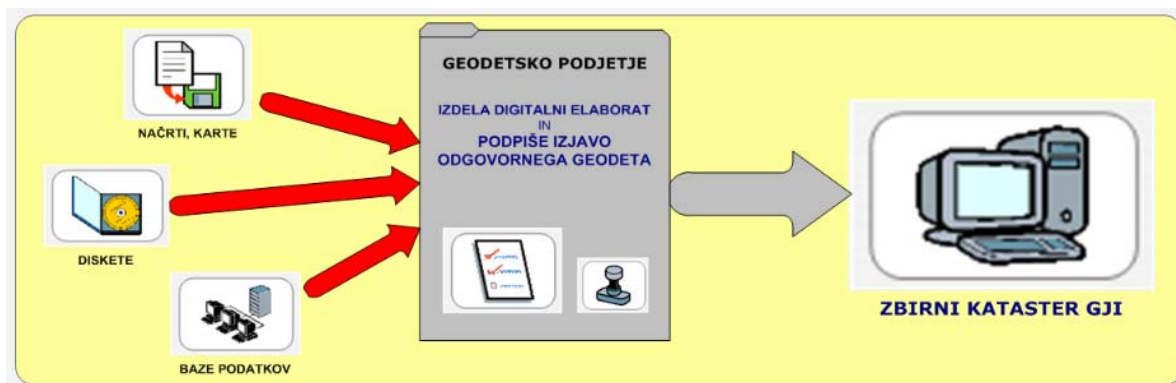 NAČRTI, KARTE
DISKETE
BAZE PODATKOV
GEODETSKO PODJETJE
IZDELA DIGITALNI ELABORAT
IN
PODPIŠE IZJAVO
ODGOVORNEGA GEODETA
ZBIRNI KATASTER GJI